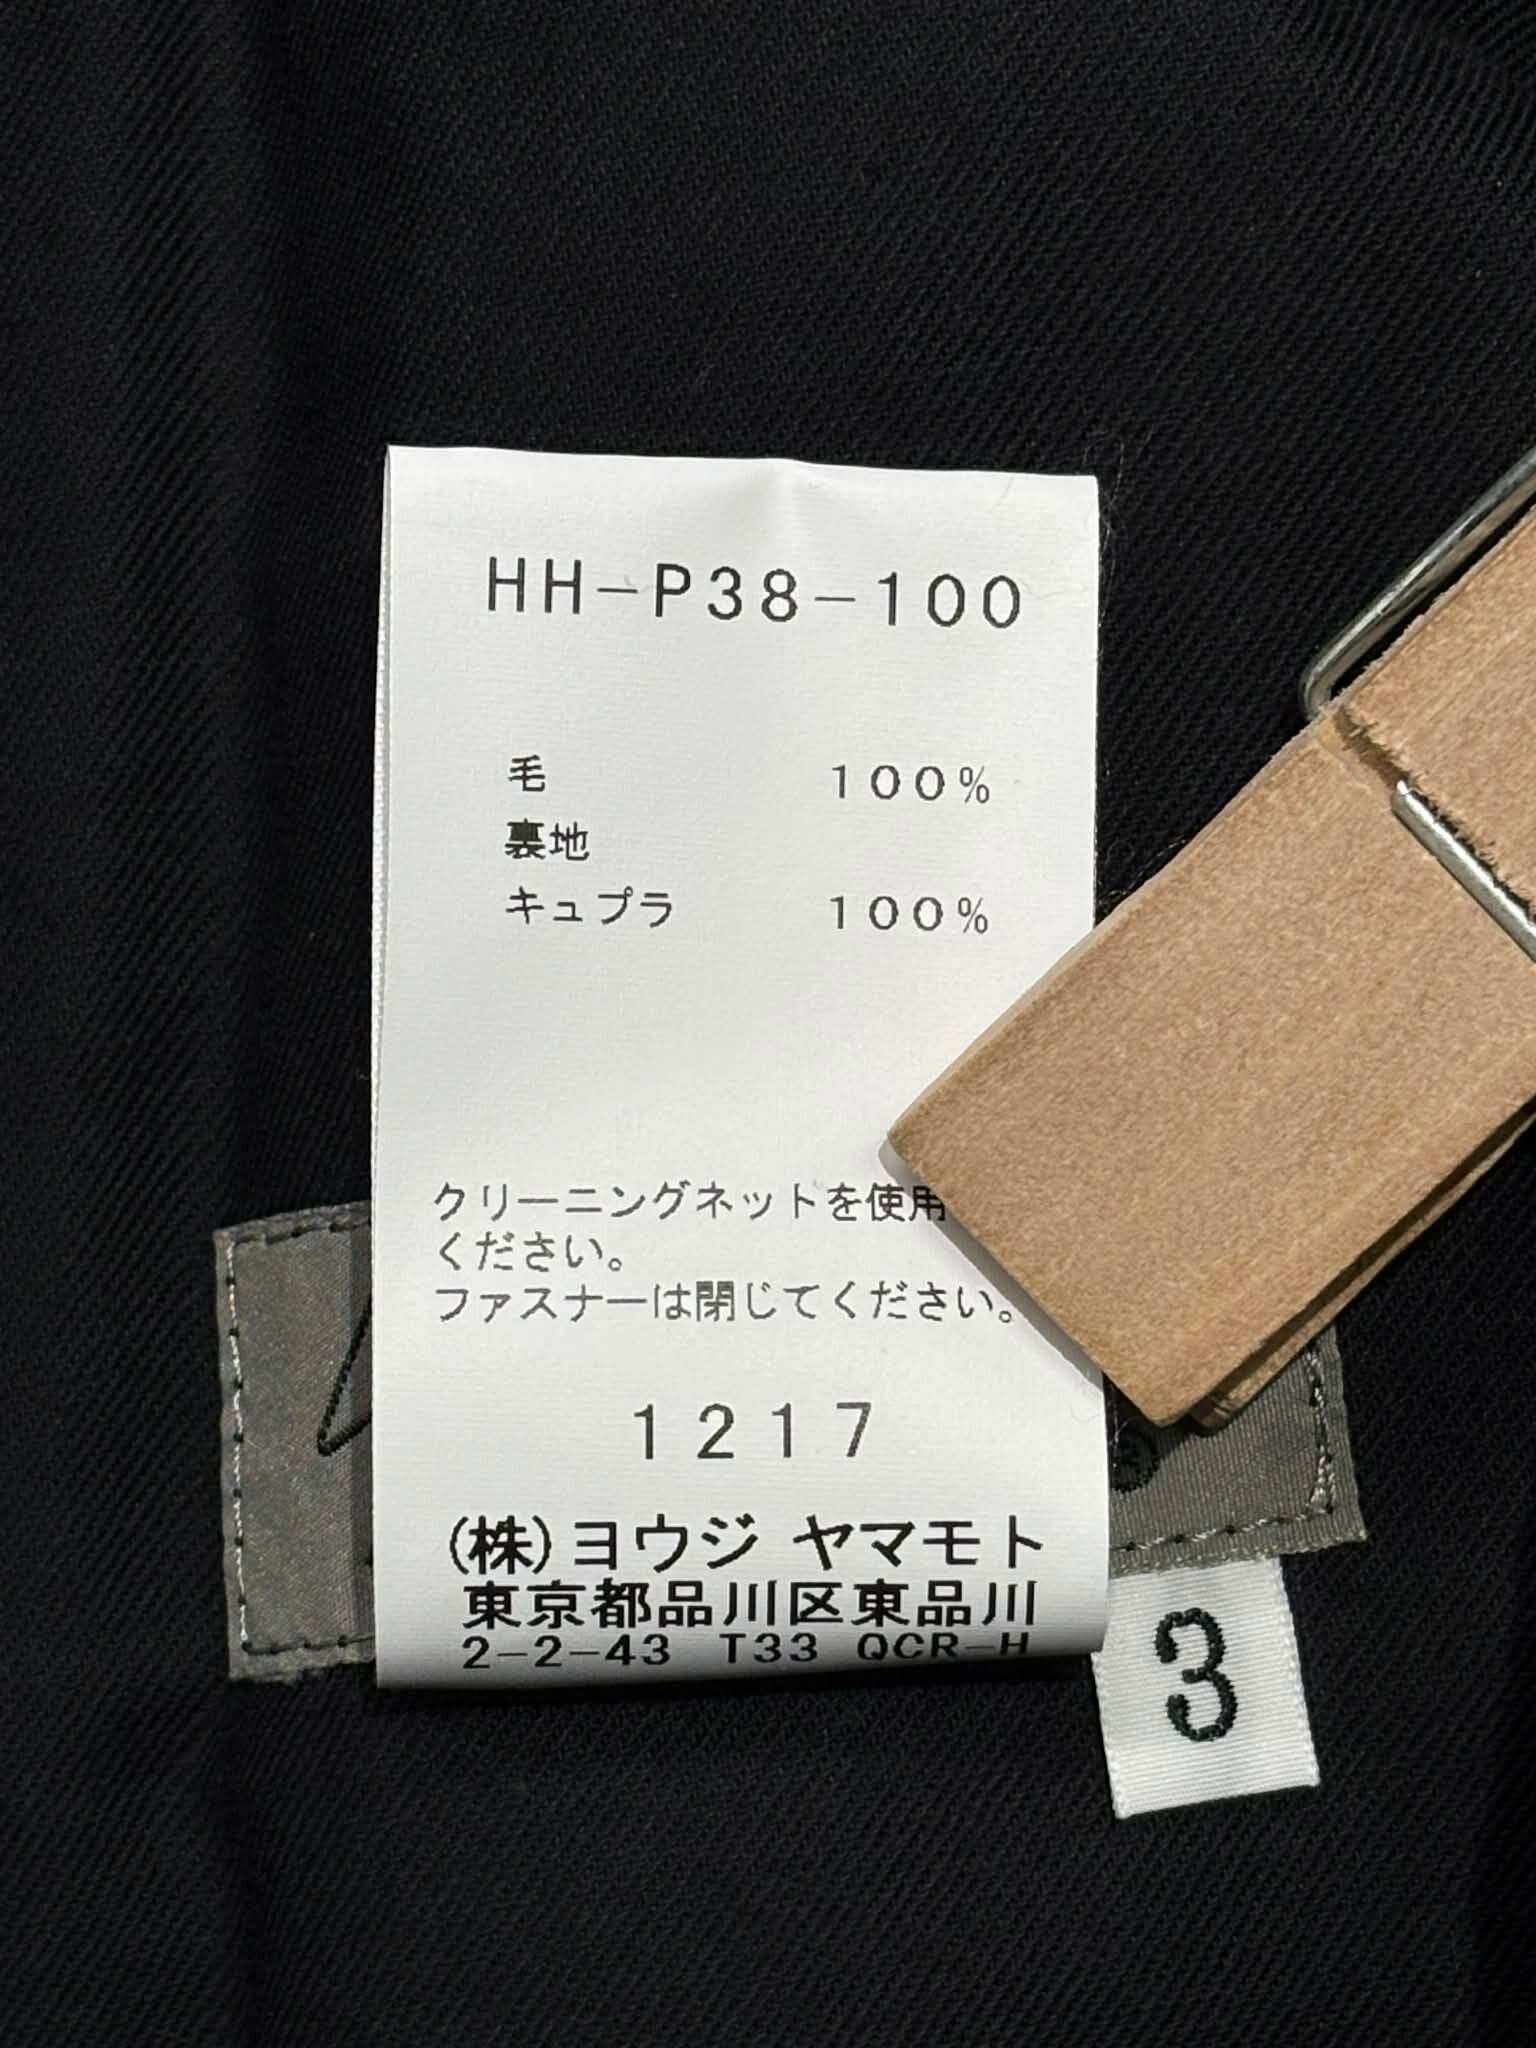 HH-P38-100
毛 100%
裏地
キュプラ 100%
クリーニングネットを使用
ください。
ファスナーは閉じてください。
1217
(株)ヨウジ ヤマモト
東京都品川区東品川
2-2-43 T33 QCR-H
3